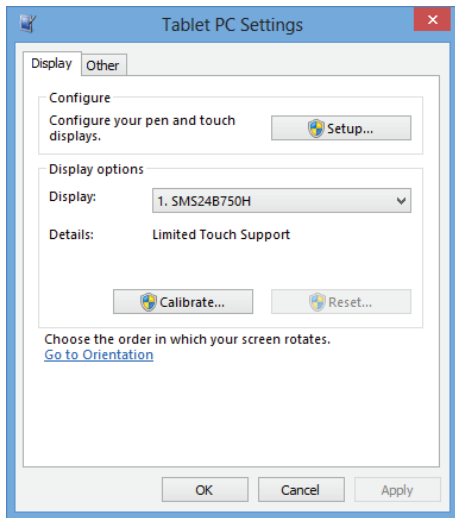 Tablet PC Settings
Display
Other
Configure
Configure your pen and touch
displays.
Setup...
Display options
Display:
1. SMS24B750H
Details:
Limited Touch Support
Calibrate...
Reset...
Choose the order in which your screen rotates.
Go to Orientation
OK
Cancel
Apply